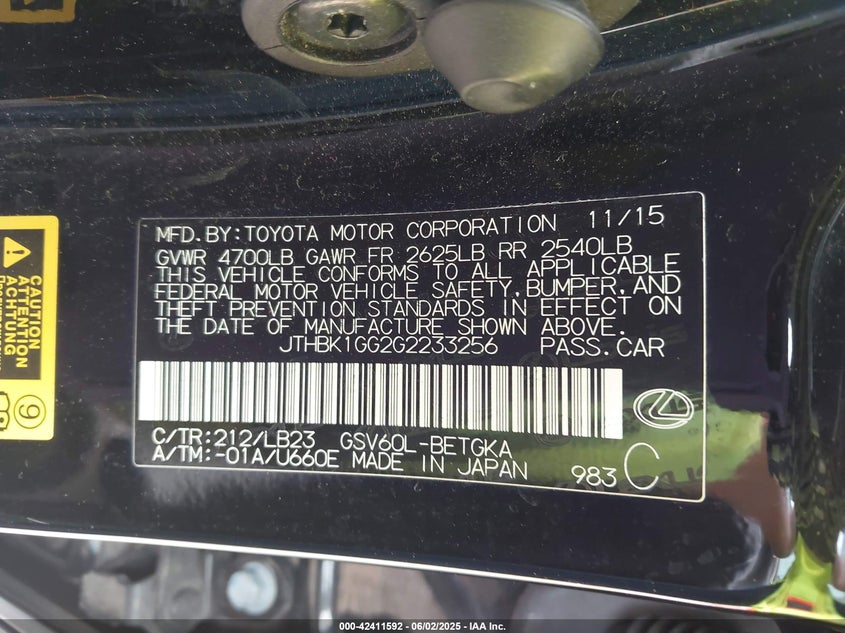 MFD.BY:TOYOTA MOTOR CORPORATION 11/15
GVWR 4700LB GAWR FR 2625LB RR 2540LB
THIS VEHICLE CONFORMS TO ALL APPLICABLE
FEDERAL MOTOR VEHICLE SAFETY,BUMPER,AND
THEFT PREVENTION STANDARDS IN EFFECT ON
THE DATE OF MANUFACTURE SHOWN ABOVE.
JTHBK1GG2G2233256 PASS.CAR
C/TR:212/LB23 GSV60L-BETGKA
A/TM:-01A/U660E MADE IN JAPAN 983 C
CAUTION
ATTENTION
ACHTUNG
9
000-42411592 - 06/02/2025 - IAA Inc.